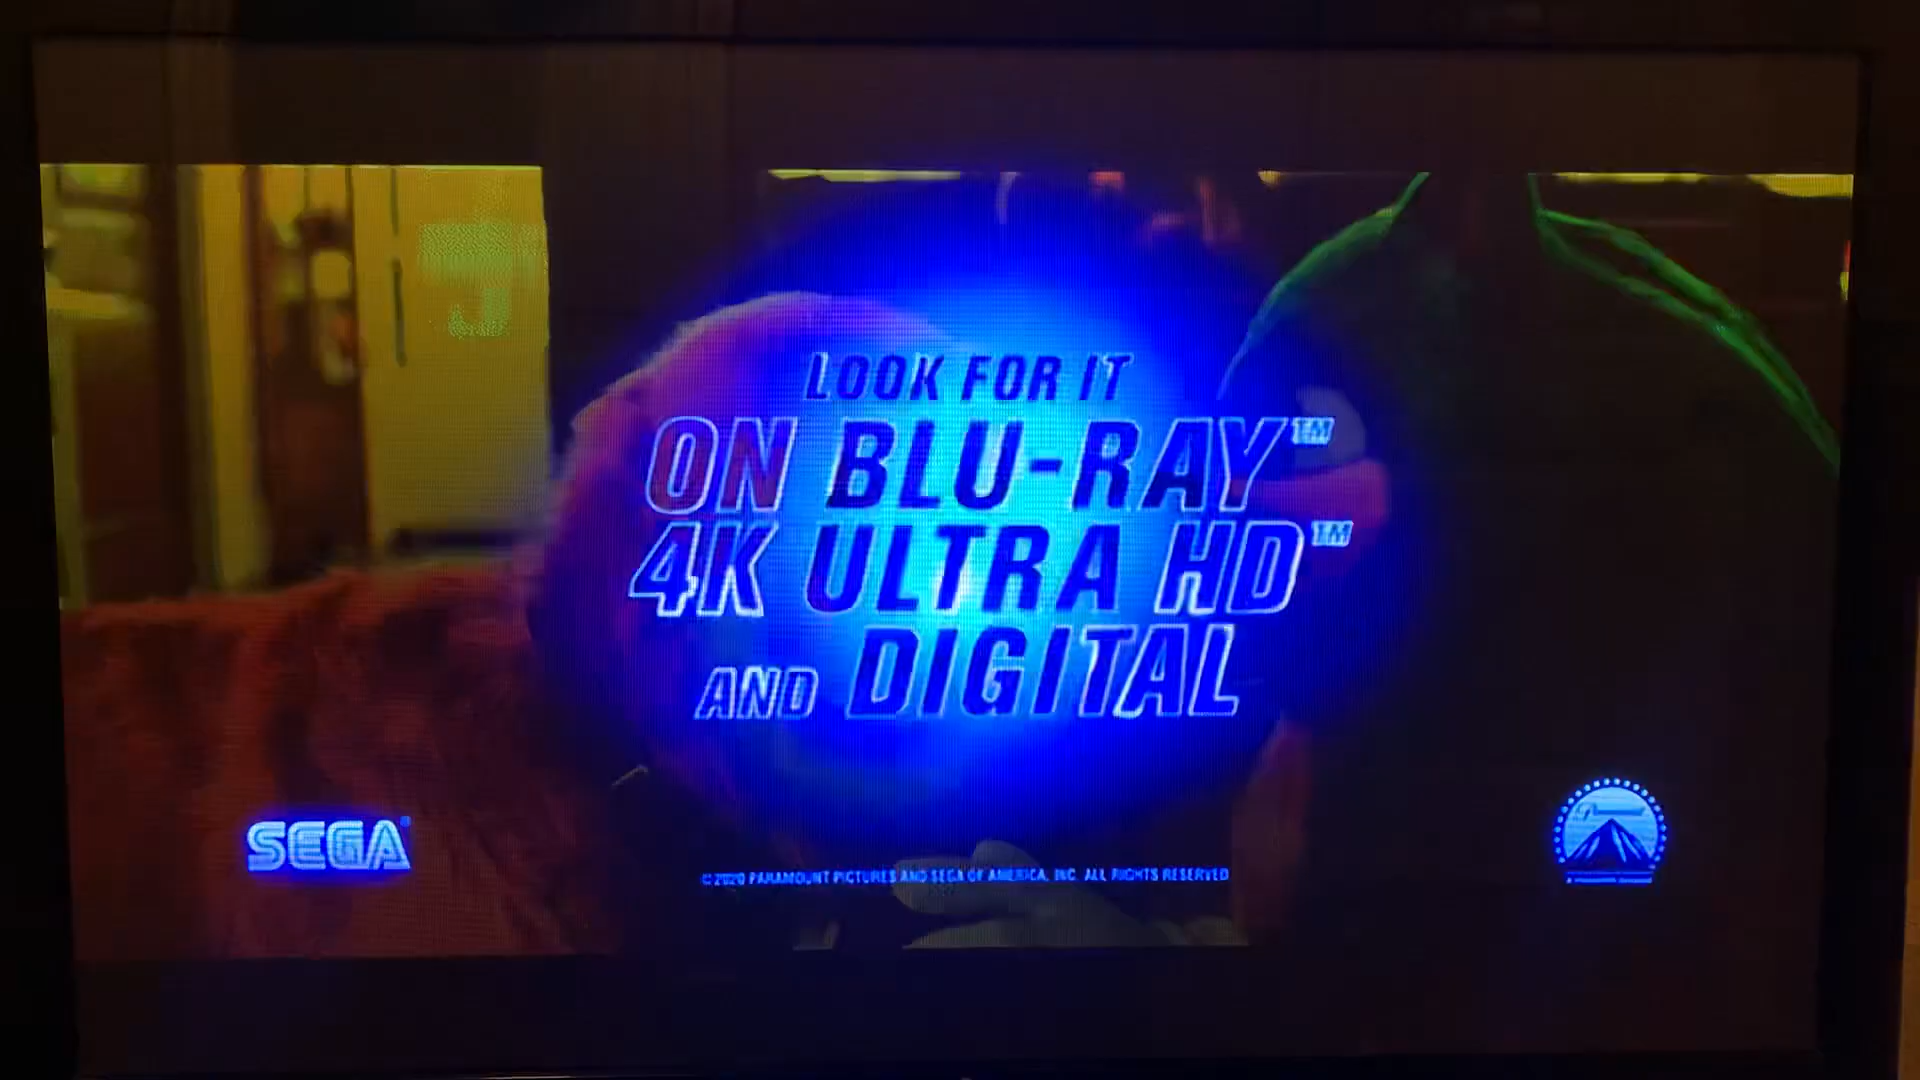 LOOK FOR IT
ON BLU-RAY™
4K ULTRA HD™
AND DIGITAL
SEGA®
Paramount
© 2020 PARAMOUNT PICTURES AND SEGA OF AMERICA, INC. ALL RIGHTS RESERVED